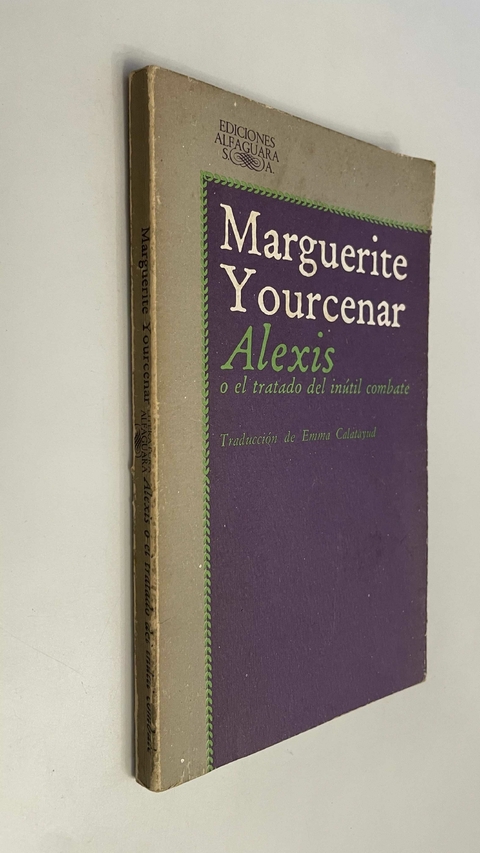 EDICIONES
ALFAGUARA
S. A.
Marguerite
Yourcenar
Alexis
o el tratado del inútil combate
Traducción de Emma Calatayud
Marguerite Yourcenar
ALFAGUARA
Alexis o el tratado del inútil combate